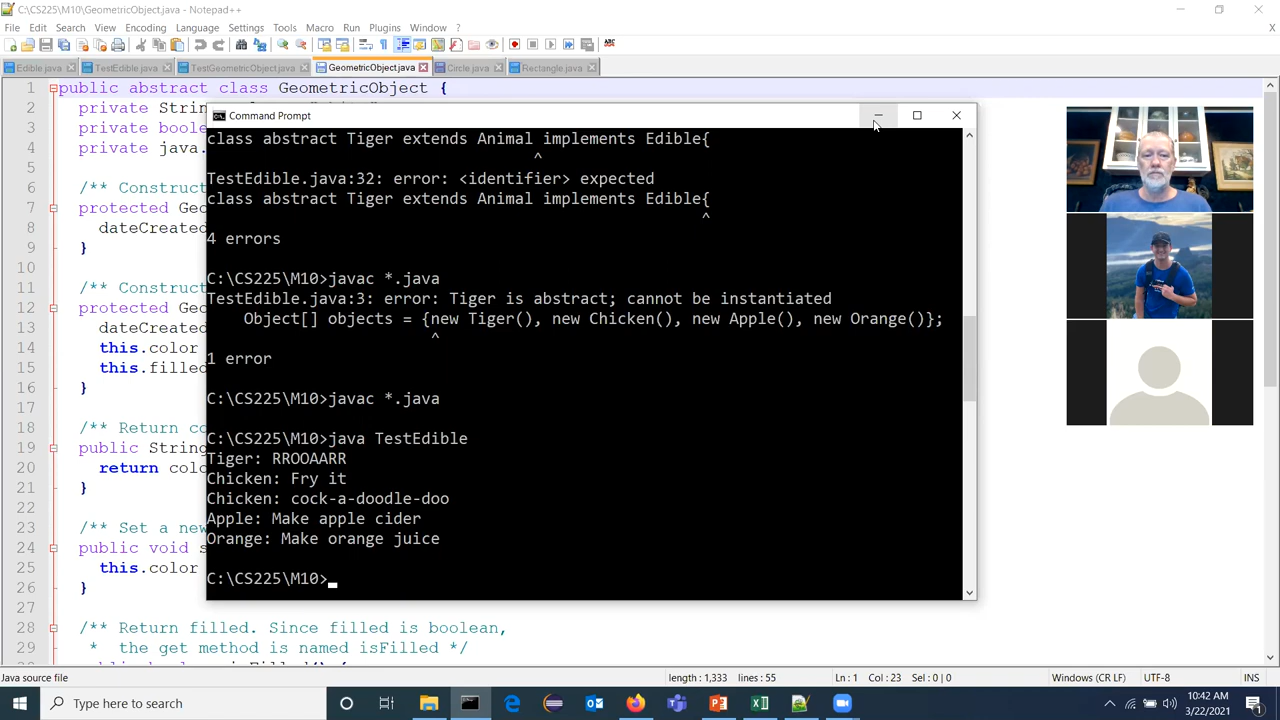 C:\CS225\M10\GeometricObject.java - Notepad++
File Edit Search View Encoding Language Settings Tools Macro Run Plugins Window ? X
Edible.java TestEdible.java TestGeometricObject.java GeometricObject.java Circle.java Rectangle.java
1 public abstract class GeometricObject {
2 private Strin
3 private boole
4 private java.
5
6 /** Constru
7 protected Geo
8 dateCreated
9 }
10
11 /** Constru
12 protected Geo
13 dateCreated
14 this.color
15 this.filled
16 }
17
18 /** Return co
19 public String
20 return colo
21 }
22
23 /** Set a new
24 public void s
25 this.color
26 }
27
28 /** Return filled. Since filled is boolean,
29 * the get method is named isFilled */
Command Prompt
class abstract Tiger extends Animal implements Edible{
^
TestEdible.java:32: error: <identifier> expected
class abstract Tiger extends Animal implements Edible{
^
4 errors
C:\CS225\M10>javac *.java
TestEdible.java:3: error: Tiger is abstract; cannot be instantiated
Object[] objects = {new Tiger(), new Chicken(), new Apple(), new Orange()};
^
1 error
C:\CS225\M10>javac *.java
C:\CS225\M10>java TestEdible
Tiger: RROOAARR
Chicken: Fry it
Chicken: cock-a-doodle-doo
Apple: Make apple cider
Orange: Make orange juice
C:\CS225\M10>
Java source file length : 1,333 lines : 55 Ln : 1 Col : 23 Sel : 0 | 0 Windows (CR LF) UTF-8 INS
Type here to search
10:42 AM
3/22/2021